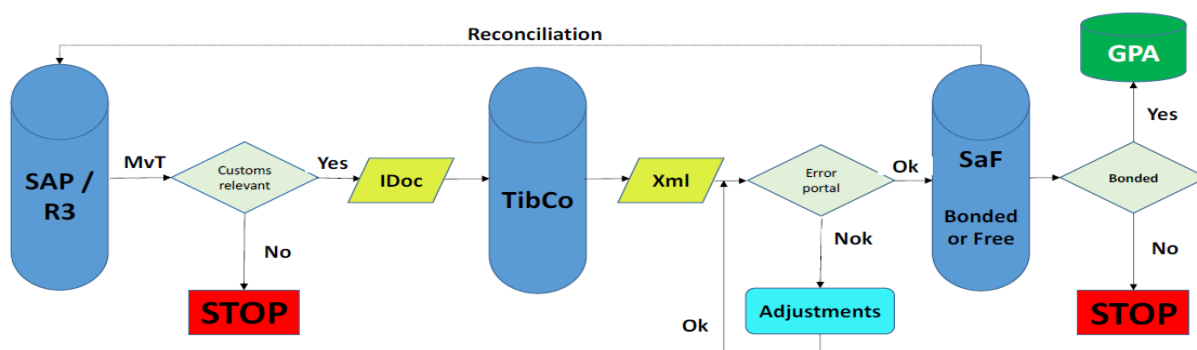 Reconciliation
GPA
Yes
SAP /
R3
MvT
Customs
relevant
Yes
IDoc
TibCo
Xml
Error
portal
Ok
SaF
Bonded
or Free
Bonded
No
STOP
Nok
Ok
Adjustments
No
STOP